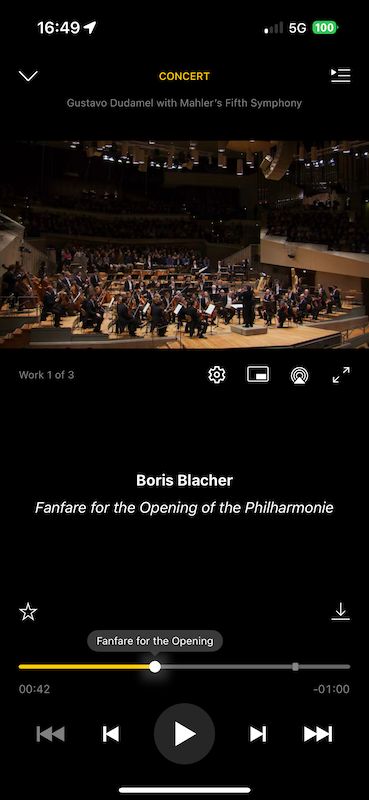 16:49
5G
100
CONCERT
Gustavo Dudamel with Mahler's Fifth Symphony
Work 1 of 3
Boris Blacher
Fanfare for the Opening of the Philharmonie
Fanfare for the Opening
00:42
-01:00